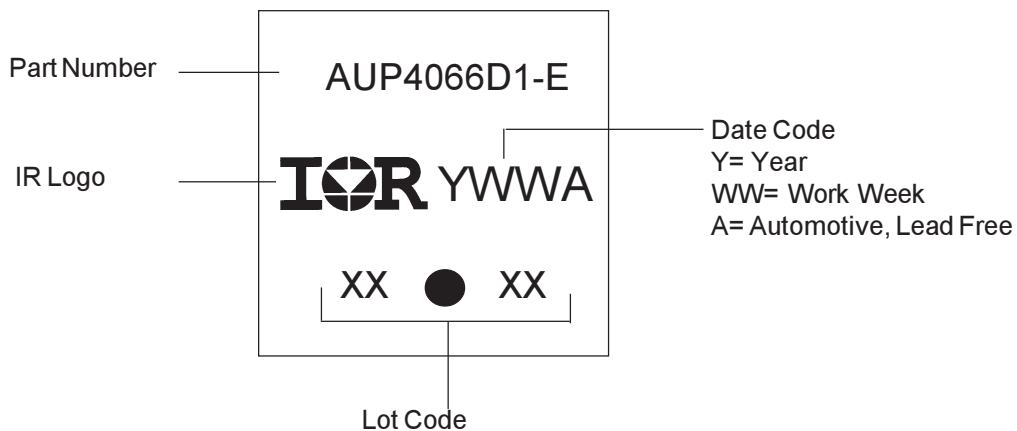 Part Number
AUP4066D1-E
IR Logo
IOR YWWA
Date Code
Y= Year
WW= Work Week
A= Automotive, Lead Free
XX XX
Lot Code